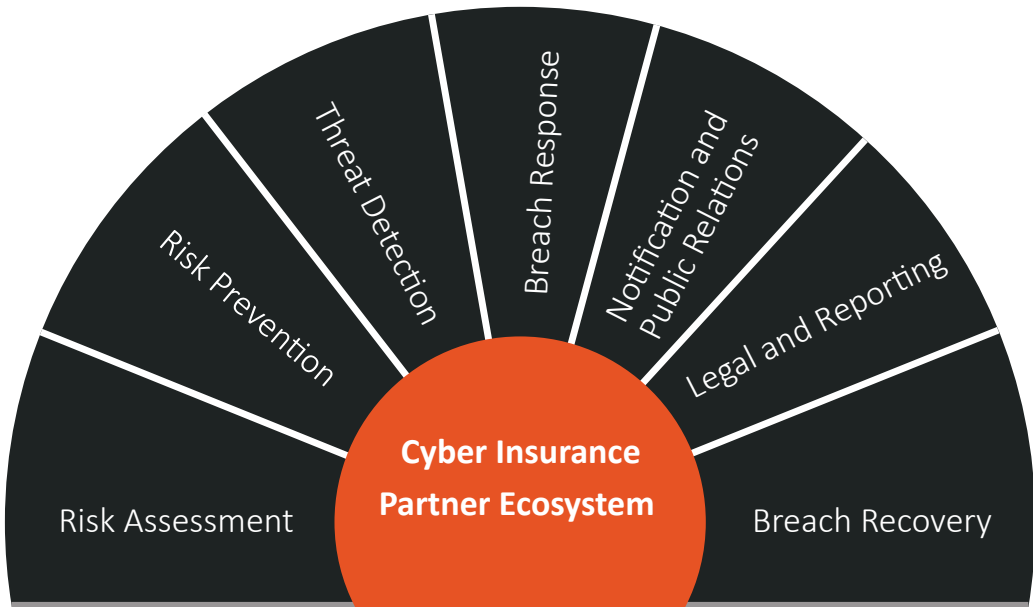 Risk Assessment
Risk Prevention
Threat Detection
Breach Response
Notification and
Public Relations
Legal and Reporting
Breach Recovery
Cyber Insurance
Partner Ecosystem